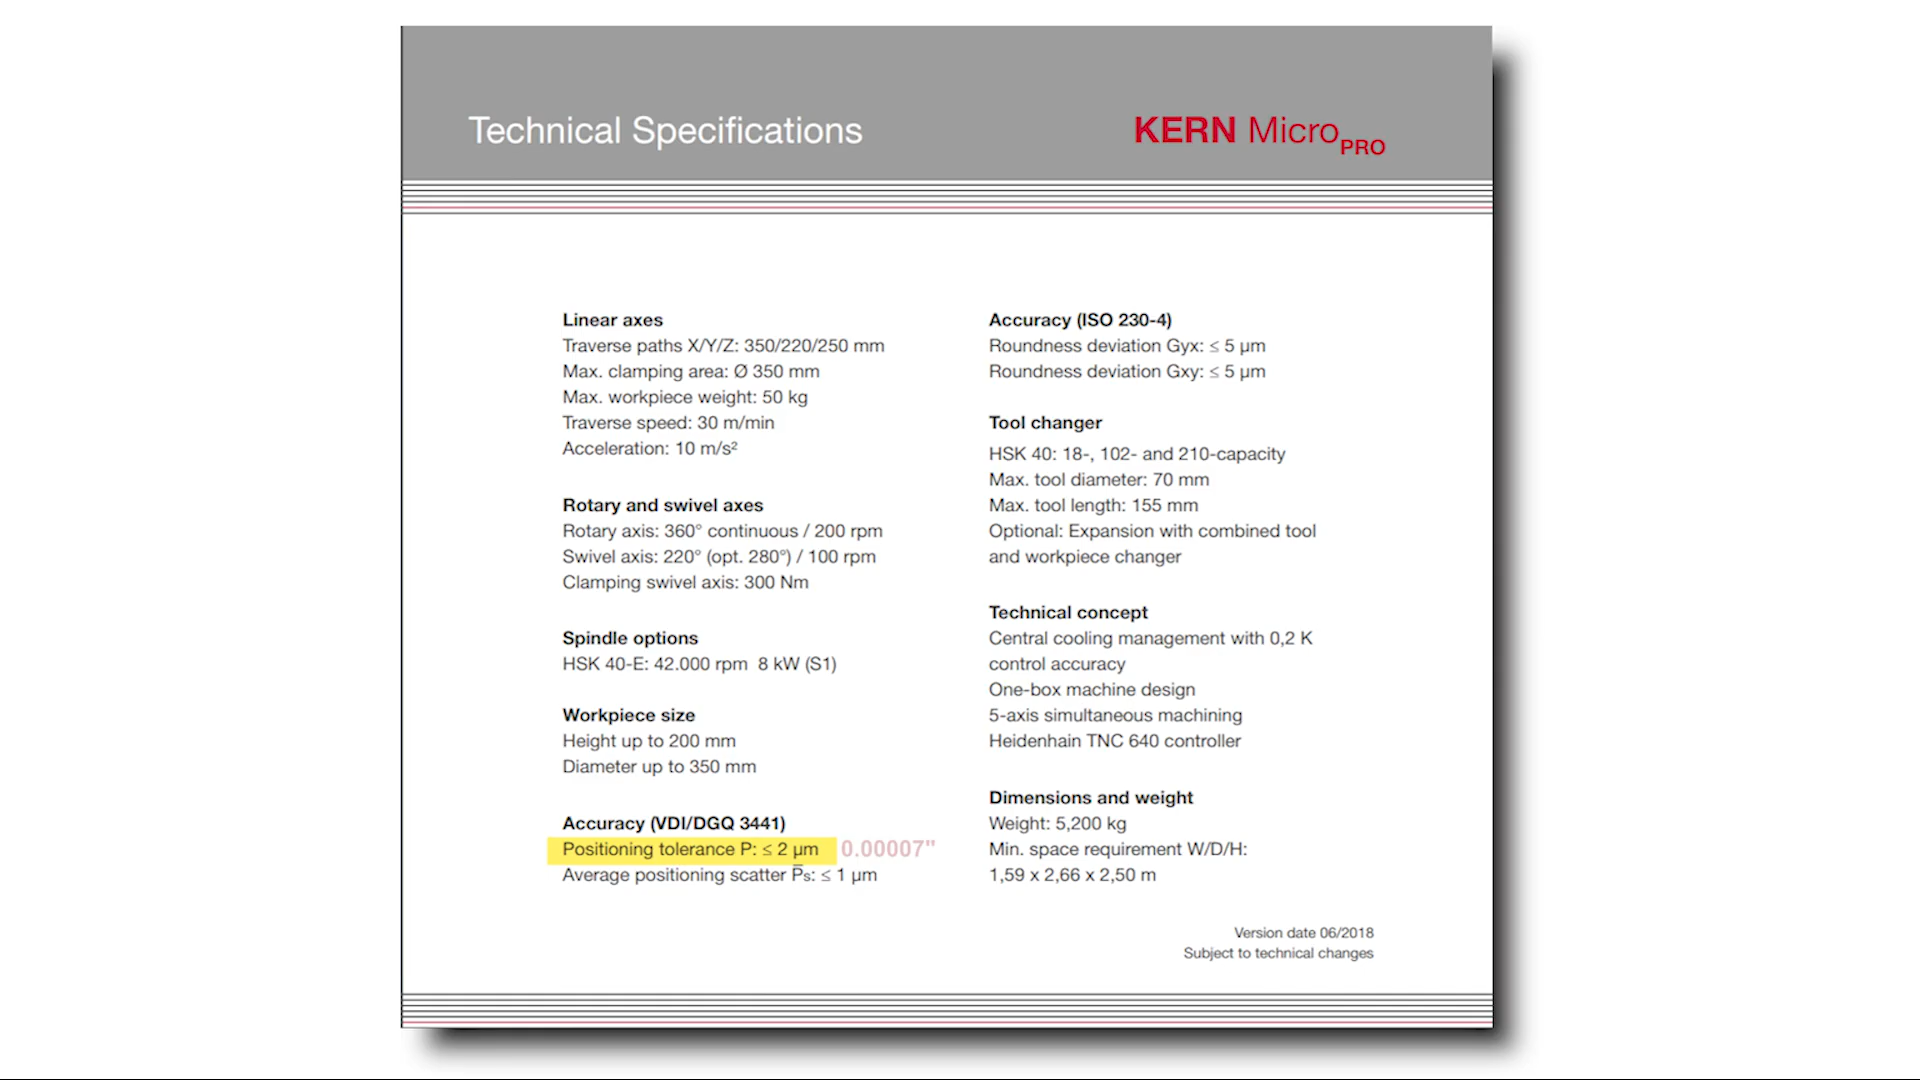 Technical Specifications
KERN Micro PRO
Linear axes
Traverse paths X/Y/Z: 350/220/250 mm
Max. clamping area: Ø 350 mm
Max. workpiece weight: 50 kg
Traverse speed: 30 m/min
Acceleration: 10 m/s²
Rotary and swivel axes
Rotary axis: 360° continuous / 200 rpm
Swivel axis: 220° (opt. 280°) / 100 rpm
Clamping swivel axis: 300 Nm
Spindle options
HSK 40-E: 42.000 rpm 8 kW (S1)
Workpiece size
Height up to 200 mm
Diameter up to 350 mm
Accuracy (VDI/DGQ 3441)
Positioning tolerance P: ≤ 2 µm 0.00007"
Average positioning scatter P̅s: ≤ 1 µm
Accuracy (ISO 230-4)
Roundness deviation Gyx: ≤ 5 µm
Roundness deviation Gxy: ≤ 5 µm
Tool changer
HSK 40: 18-, 102- and 210-capacity
Max. tool diameter: 70 mm
Max. tool length: 155 mm
Optional: Expansion with combined tool
and workpiece changer
Technical concept
Central cooling management with 0,2 K
control accuracy
One-box machine design
5-axis simultaneous machining
Heidenhain TNC 640 controller
Dimensions and weight
Weight: 5,200 kg
Min. space requirement W/D/H:
1,59 x 2,66 x 2,50 m
Version date 06/2018
Subject to technical changes